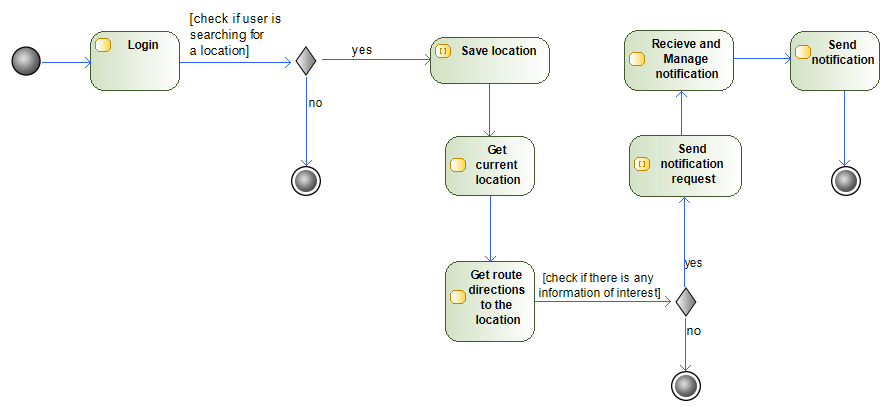 Login
[check if user is
searching for
a location]
yes
no
Save location
Get
current
location
Get route
directions
to the
location
[check if there is any
information of interest]
yes
no
Send
notification
request
Recieve and
Manage
notification
Send
notification